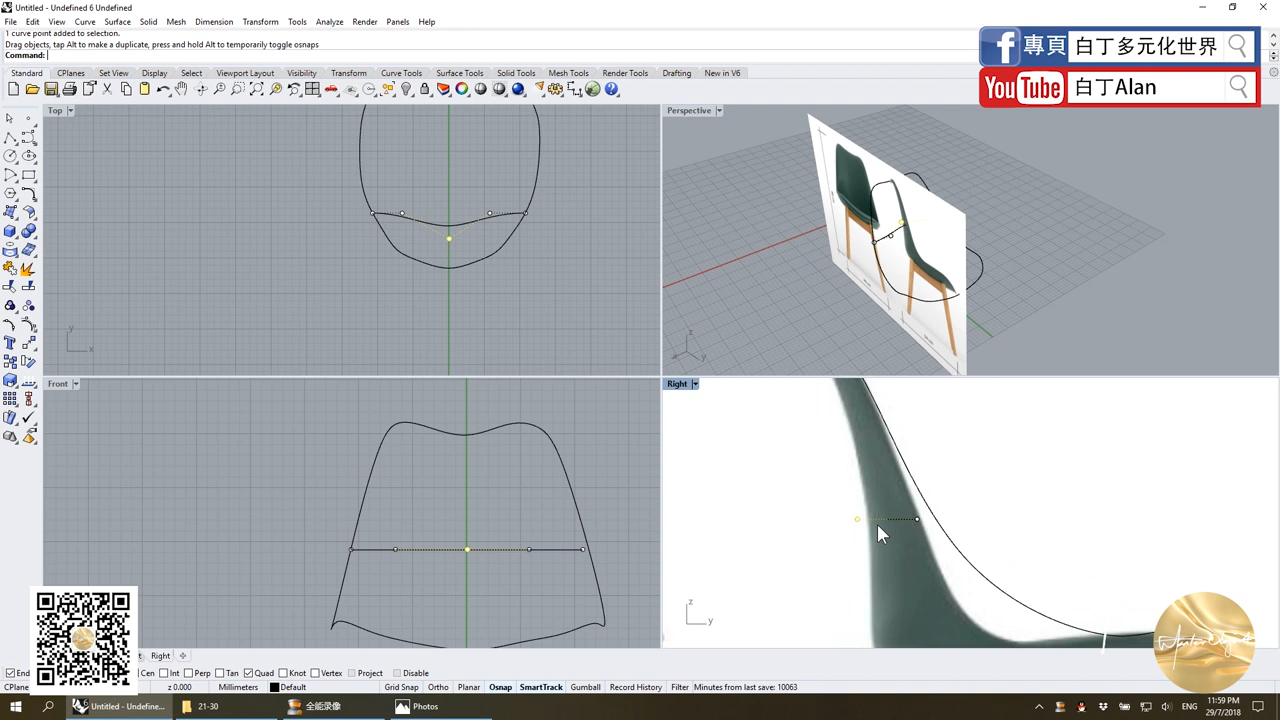 Untitled - Undefined 6 Undefined
File Edit View Curve Surface Solid Mesh Dimension Transform Tools Analyze Render Panels Help
1 curve point added to selection.
Drag objects, tap Alt to make a duplicate, press and hold Alt to temporarily toggle osnaps
Command:
f 專頁 白丁多元化世界
YouTube 白丁Alan
Standard CPlanes Set View Display Select Viewport Layout Visibility Transform Curve Tools Surface Tools Solid Tools Mesh Tools Render Tools Drafting New in V6
Top
Perspective
y
x
z
x
y
Front
Right
z
y
Right
End Cen Int Perp Tan Quad Knot Vertex Project Disable
CPlane z 0.000 Millimeters Default Grid Snap Ortho Planar Osnap SmartTrack Gumball Record History Filter Minutes from last save: 10063
Untitled - Undefine... 21-30 全能录像 Photos
ENG
11:59 PM
29/7/2018